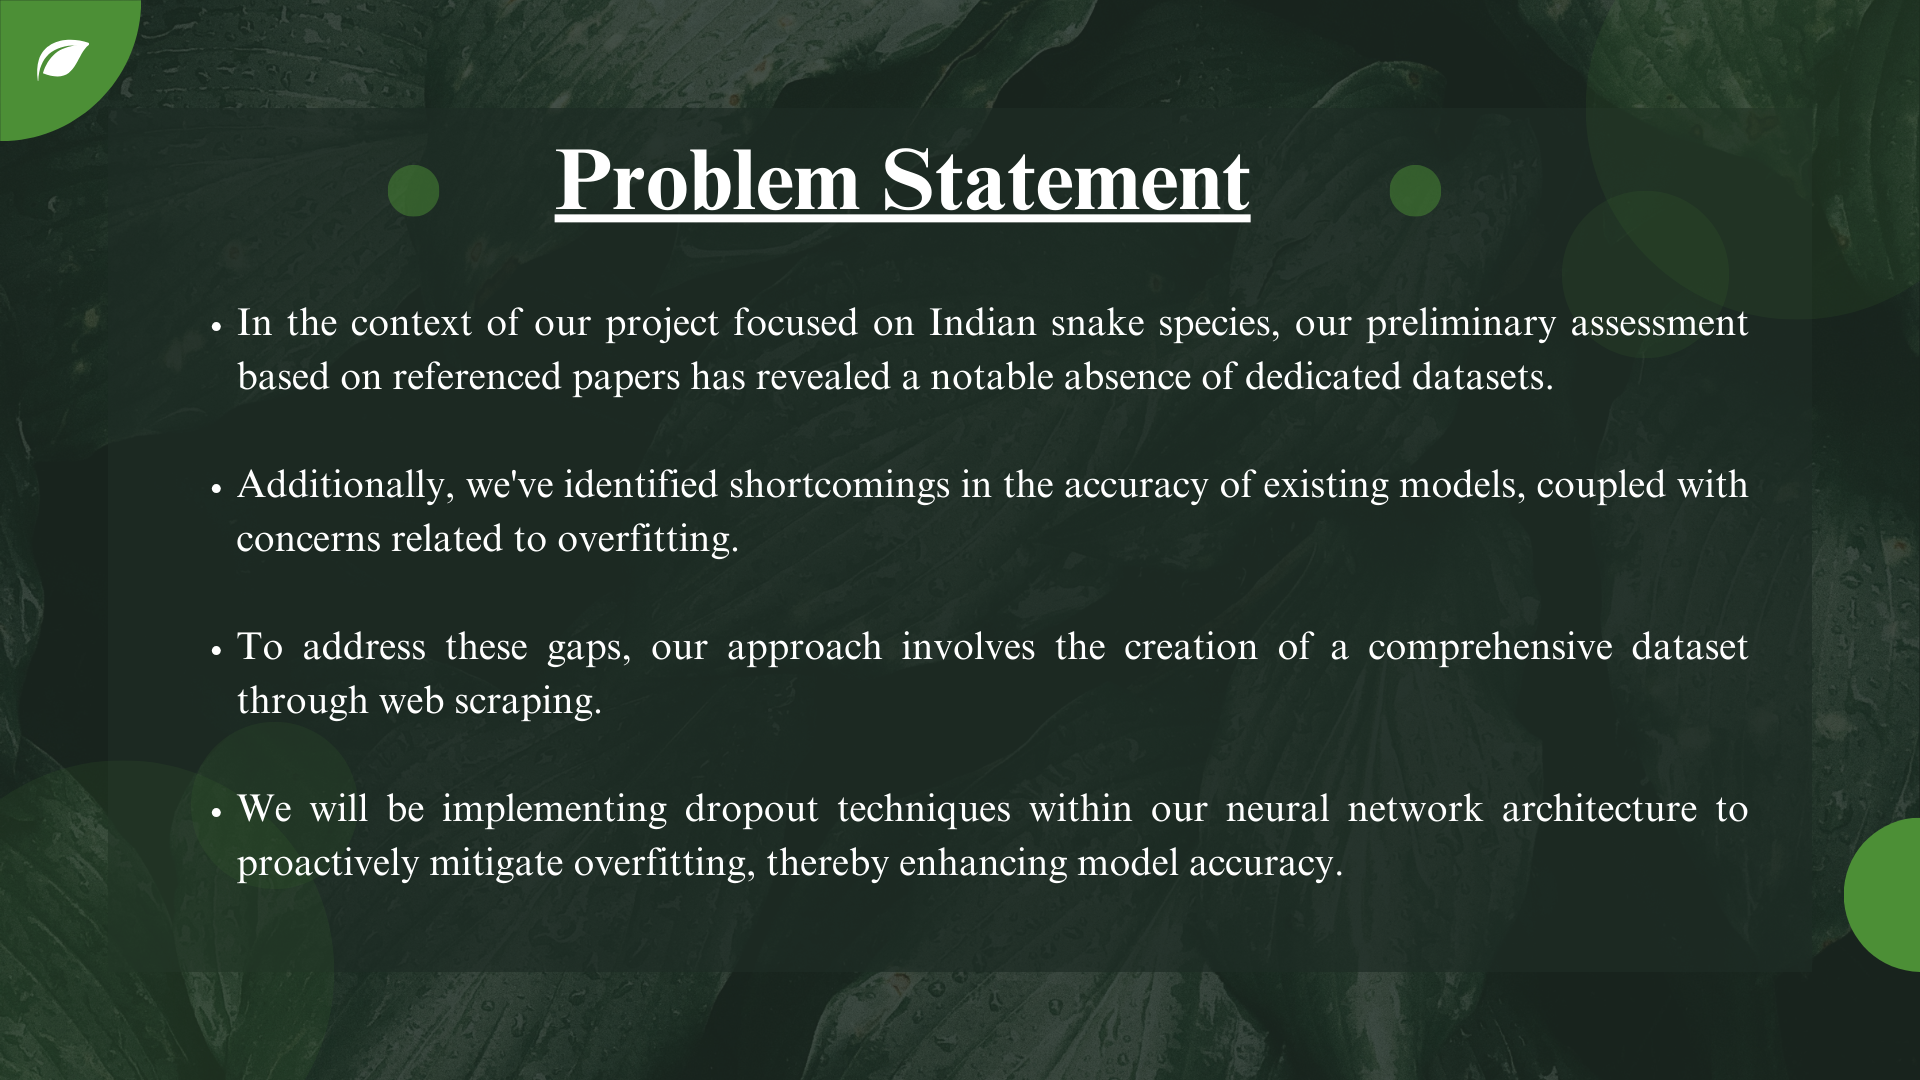 Problem Statement
• In the context of our project focused on Indian snake species, our preliminary assessment
based on referenced papers has revealed a notable absence of dedicated datasets.
• Additionally, we've identified shortcomings in the accuracy of existing models, coupled with
concerns related to overfitting.
• To address these gaps, our approach involves the creation of a comprehensive dataset
through web scraping.
• We will be implementing dropout techniques within our neural network architecture to
proactively mitigate overfitting, thereby enhancing model accuracy.